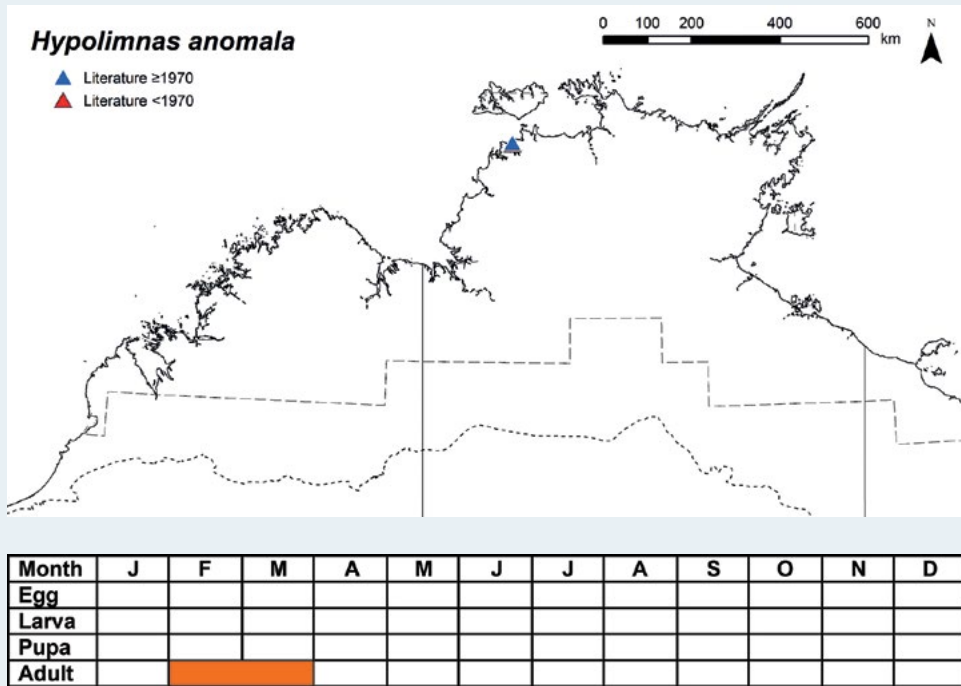 Hypolimnas anomala
0 100 200 400 600
km
N
Literature ≥1970
Literature <1970
Month J F M A M J J A S O N D
Egg
Larva
Pupa
Adult